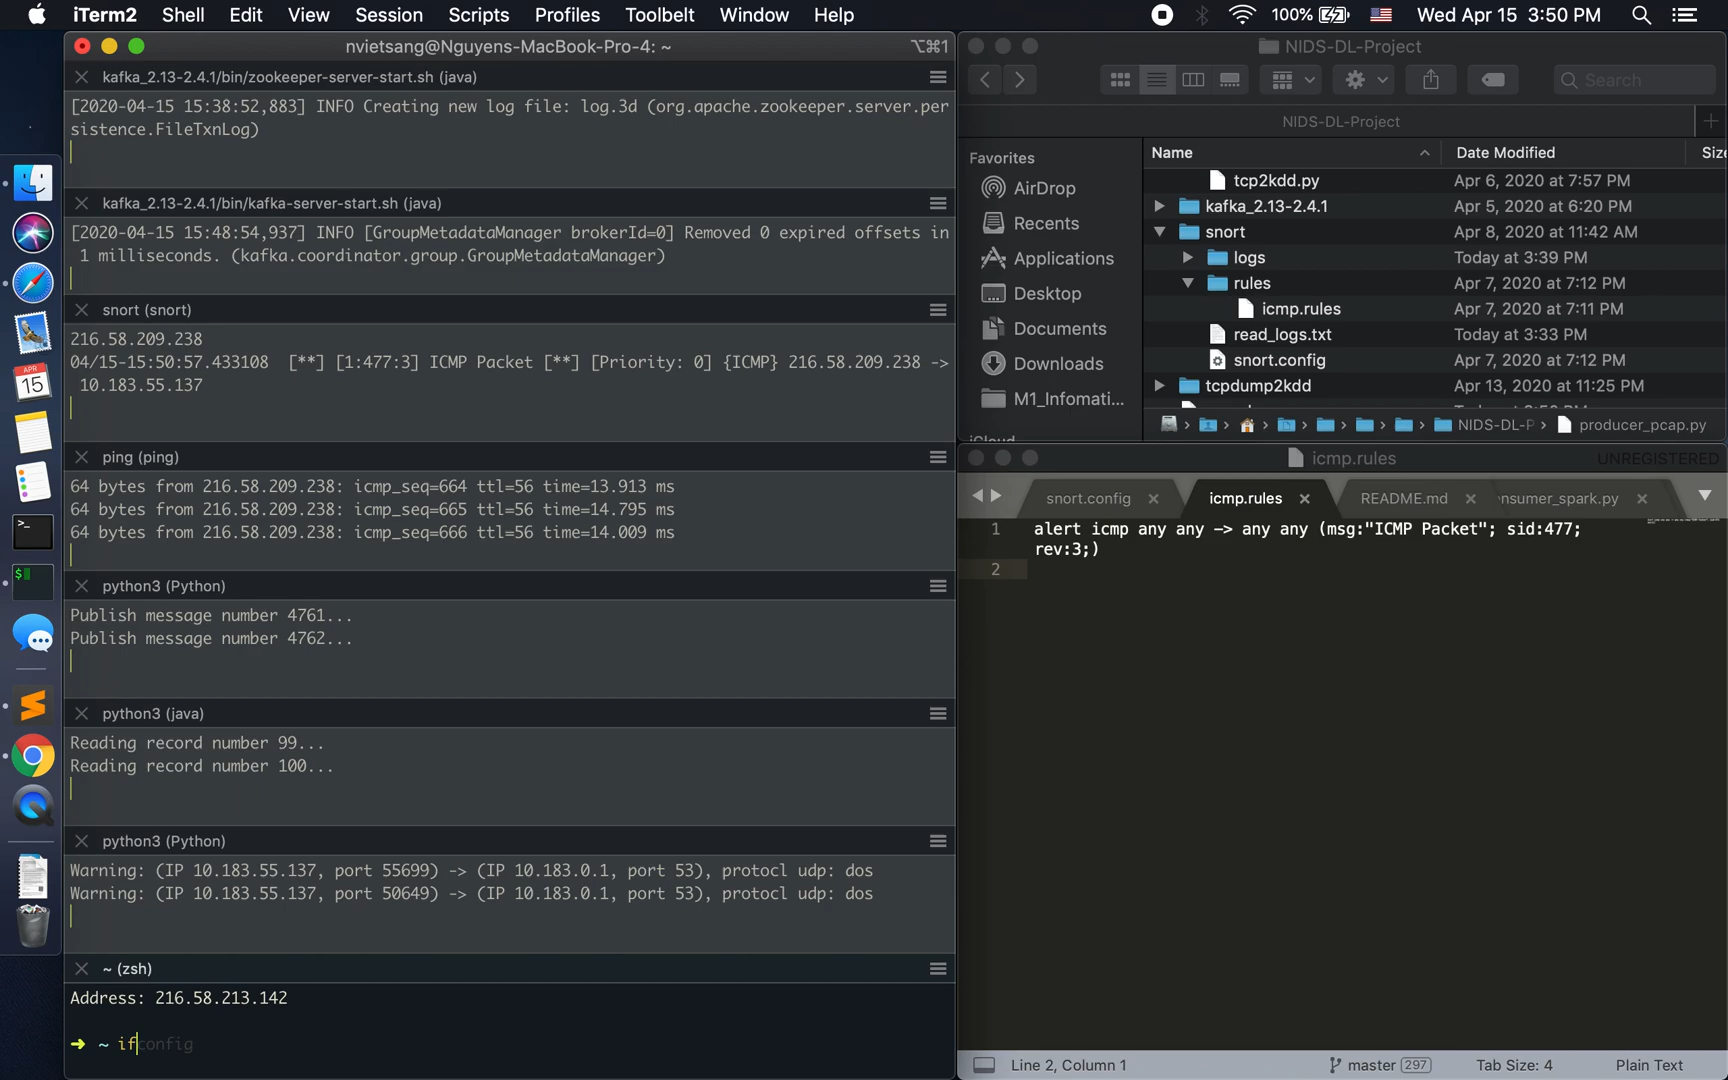 iTerm2 Shell Edit View Session Scripts Profiles Toolbelt Window Help 100% Wed Apr 15 3:50 PM
nvietsang@Nguyens-MacBook-Pro-4: ~ ⌥⌘1
kafka_2.13-2.4.1/bin/zookeeper-server-start.sh (java)
[2020-04-15 15:38:52,883] INFO Creating new log file: log.3d (org.apache.zookeeper.server.per
sistence.FileTxnLog)
kafka_2.13-2.4.1/bin/kafka-server-start.sh (java)
[2020-04-15 15:48:54,937] INFO [GroupMetadataManager brokerId=0] Removed 0 expired offsets in
1 milliseconds. (kafka.coordinator.group.GroupMetadataManager)
snort (snort)
216.58.209.238
04/15-15:50:57.433108 [**] [1:477:3] ICMP Packet [**] [Priority: 0] {ICMP} 216.58.209.238 ->
10.183.55.137
ping (ping)
64 bytes from 216.58.209.238: icmp_seq=664 ttl=56 time=13.913 ms
64 bytes from 216.58.209.238: icmp_seq=665 ttl=56 time=14.795 ms
64 bytes from 216.58.209.238: icmp_seq=666 ttl=56 time=14.009 ms
python3 (Python)
Publish message number 4761...
Publish message number 4762...
python3 (java)
Reading record number 99...
Reading record number 100...
python3 (Python)
Warning: (IP 10.183.55.137, port 55699) -> (IP 10.183.0.1, port 53), protocl udp: dos
Warning: (IP 10.183.55.137, port 50649) -> (IP 10.183.0.1, port 53), protocl udp: dos
~ (zsh)
Address: 216.58.213.142
➜ ~ ifconfig
NIDS-DL-Project
Search
NIDS-DL-Project
Favorites
AirDrop
Recents
Applications
Desktop
Documents
Downloads
M1_Infomati...
Name Date Modified
tcp2kdd.py Apr 6, 2020 at 7:57 PM
kafka_2.13-2.4.1 Apr 5, 2020 at 6:20 PM
snort Apr 8, 2020 at 11:42 AM
logs Today at 3:39 PM
rules Apr 7, 2020 at 7:12 PM
icmp.rules Apr 7, 2020 at 7:11 PM
read_logs.txt Today at 3:33 PM
snort.config Apr 7, 2020 at 7:12 PM
tcpdump2kdd Apr 13, 2020 at 11:25 PM
NIDS-DL-P › producer_pcap.py
icmp.rules UNREGISTERED
snort.config icmp.rules README.md nsumer_spark.py
1 alert icmp any any -> any any (msg:"ICMP Packet"; sid:477;
rev:3;)
2
Line 2, Column 1 master 297 Tab Size: 4 Plain Text
APR
15